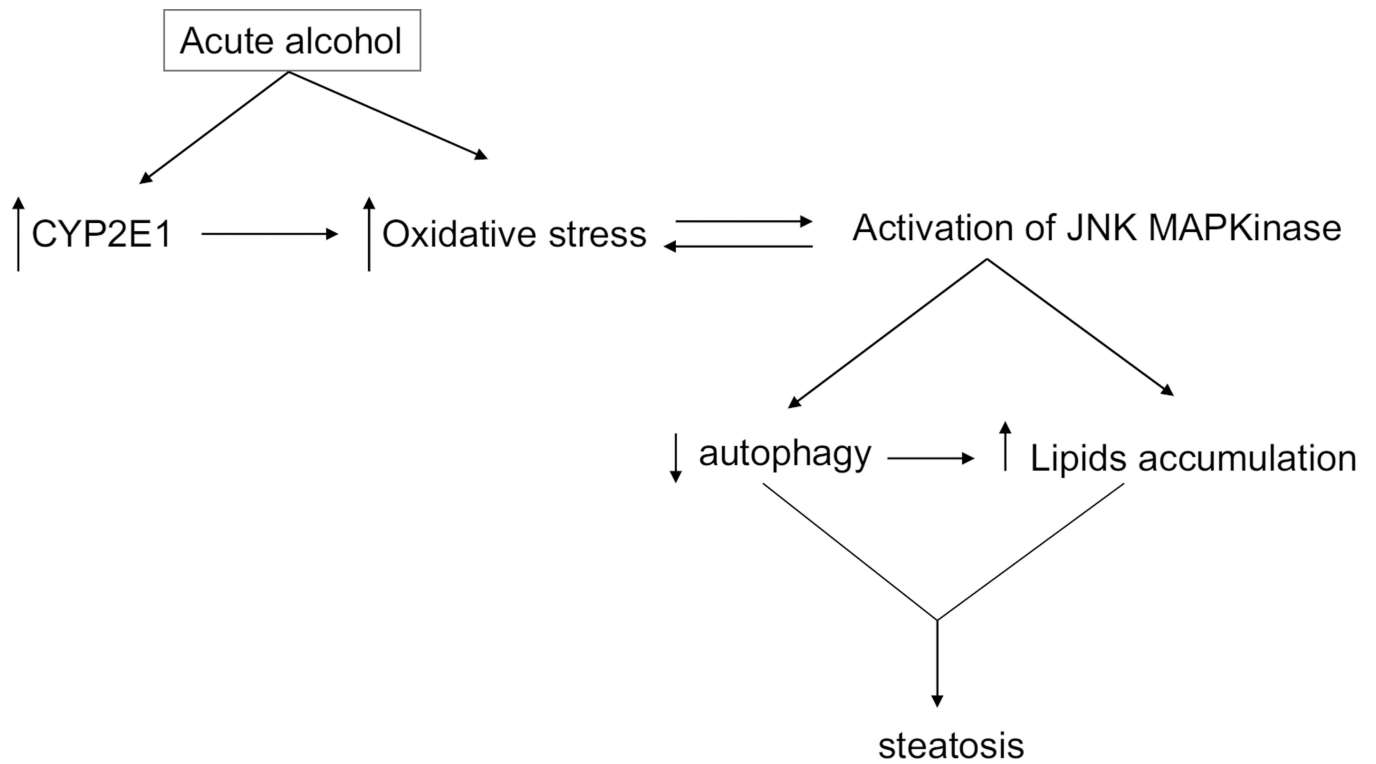 Acute alcohol
CYP2E1
Oxidative stress
Activation of JNK MAPKinase
autophagy
Lipids accumulation
steatosis